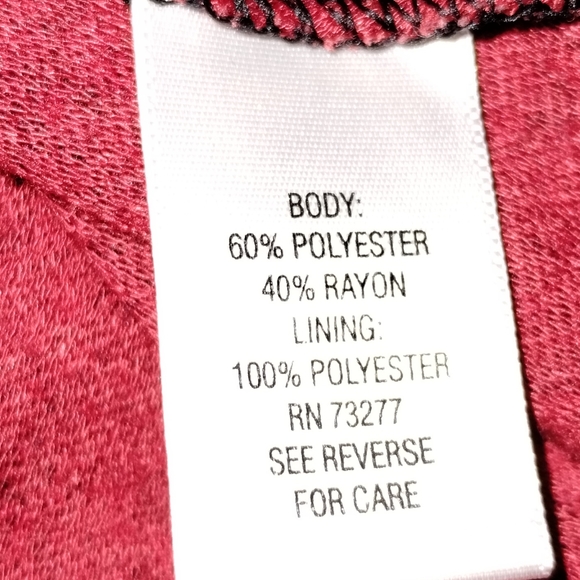 BODY:
60% POLYESTER
40% RAYON
LINING:
100% POLYESTER
RN 73277
SEE REVERSE
FOR CARE